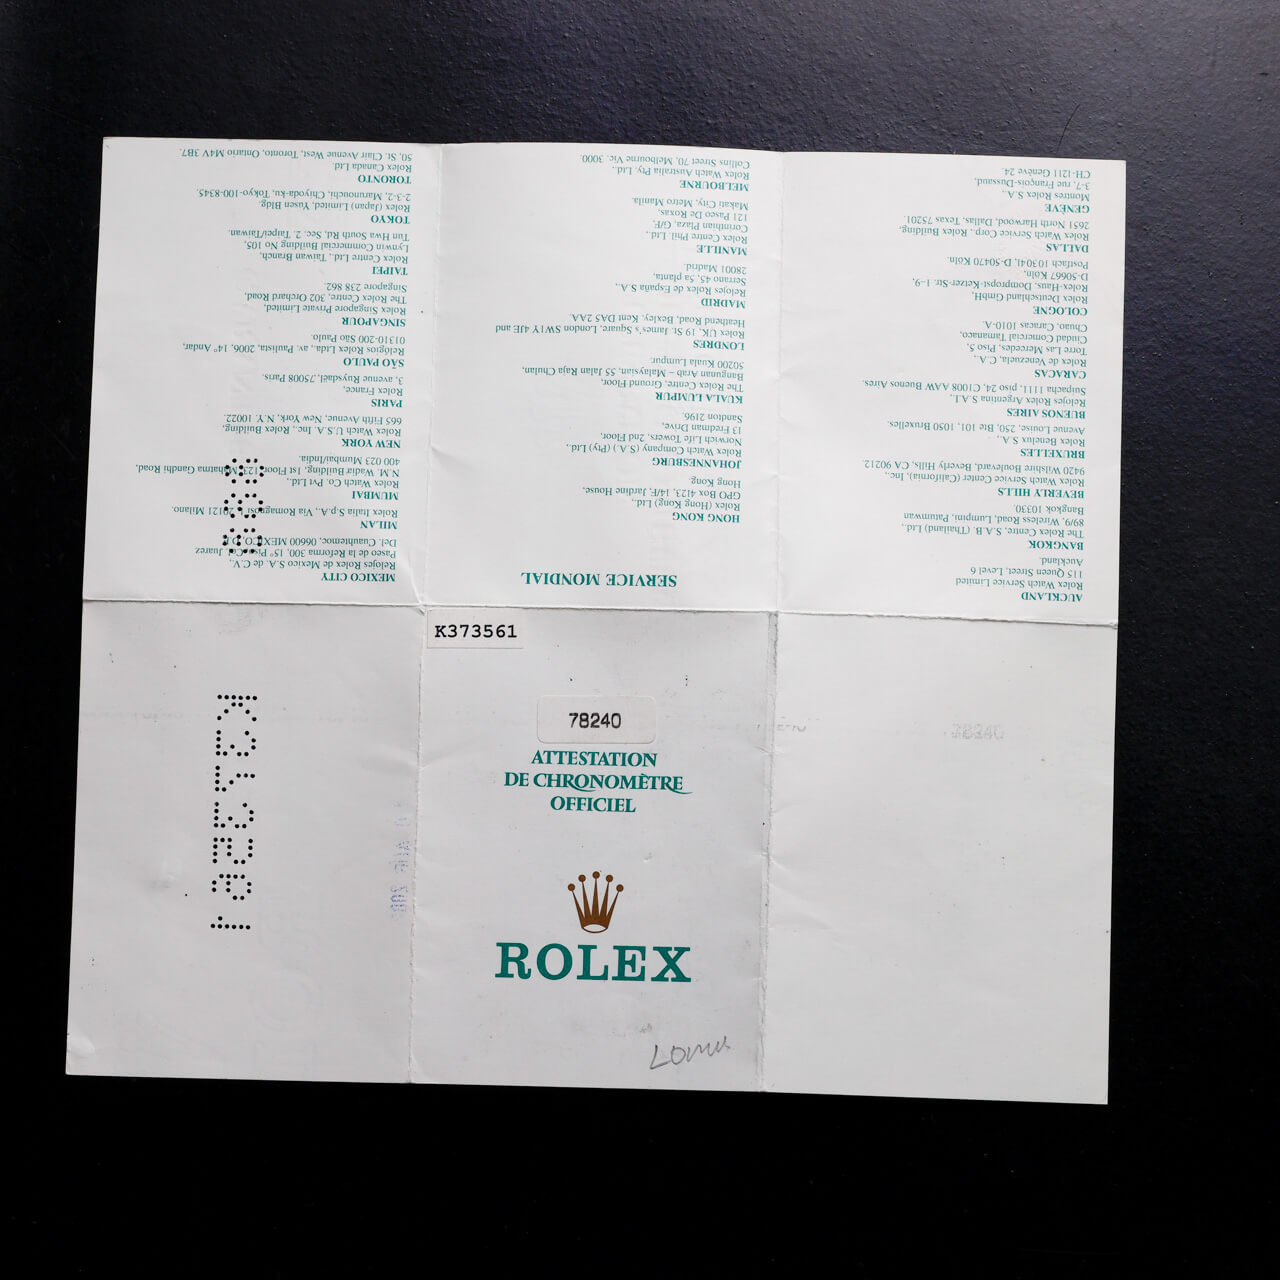 K373561
78240
ATTESTATION
DE CHRONOMÈTRE
OFFICIEL
ROLEX
K373561
SERVICE MONDIAL
AUCKLAND
Rolex Watch Service Limited
115 Queen Street, Level 6
Auckland.
BANGKOK
The Rolex Centre, S.A.B. (Thailand) Ltd.,
89/9, Wireless Road, Lumpini, Patumwan
Bangkok 10330.
BEVERLY HILLS
Rolex Watch Service Center (California), Inc.,
9420 Wilshire Boulevard, Beverly Hills, CA 90212.
BRUXELLES
Rolex Benelux S.A.,
Avenue Louise, 250, Bte 101, 1050 Bruxelles.
BUENOS AIRES
Relojes Rolex Argentina S.A.I.,
Suipacha 1111, piso 24, C1008 AAW Buenos Aires.
CARACAS
Rolex de Venezuela, C.A.,
Torre Las Mercedes, Piso 5,
Ciudad Comercial Tamanaco,
Chuao, Caracas 1010-A.
COLOGNE
Rolex Deutschland GmbH,
Rolex-Haus, Dompropst-Ketzer-Str. 1–9,
D-50667 Köln,
Postfach 103041, D-50470 Köln.
DALLAS
Rolex Watch Service Corp., Rolex Building,
2651 North Harwood, Dallas, Texas 75201.
GENÈVE
Montres Rolex S.A.,
3-7, rue François-Dussaud,
CH-1211 Genève 24.
HONG KONG
Rolex (Hong Kong) Ltd.,
GPO Box 4123, 14/F, Jardine House,
Hong Kong.
JOHANNESBURG
Rolex Watch Company (S.A.) (Pty) Ltd.,
Norwich Life Towers, 2nd Floor,
13 Fredman Drive,
Sandton 2196.
KUALA LUMPUR
The Rolex Centre, Ground Floor,
Bangunan Arab – Malaysian, 55 Jalan Raja Chulan,
50200 Kuala Lumpur.
LONDRES
Rolex UK, 19 St. James's Square, London SW1Y 4JE and
Heathend Road, Bexley, Kent DA5 2AA
MADRID
Relojes Rolex de España S.A.,
Serrano 45, 5a planta,
28001 Madrid.
MANILLE
Rolex Centre Phil. Ltd.,
Corinthian Plaza, G/F,
121 Paseo De Roxas,
Makati City, Metro Manila.
MELBOURNE
Rolex Watch Australia Pty. Ltd.,
Collins Street 70, Melbourne Vic. 3000.
MEXICO CITY
Relojes Rolex de Mexico S.A. de C.V.,
Paseo de la Reforma 300, 15° Piso, Col. Juarez
Del. Cuauhtemoc, 06600 MEXICO, D.F.
MILAN
Rolex Italia S.p.A., Via Romagnosi 1, 20121 Milano.
MUMBAI
Rolex Watch Co. Pvt Ltd.,
N.M. Wadia Building, 1st Floor, 123, Mahatma Gandhi Road,
400 023 Mumbai/India.
NEW YORK
Rolex Watch U.S.A. Inc., Rolex Building,
665 Fifth Avenue, New York, N.Y. 10022.
PARIS
Rolex France,
3, avenue Ruysdaël, 75008 Paris.
SÃO PAULO
Relógios Rolex Ltda., av. Paulista, 2006, 14° Andar,
01310-200 São Paulo.
SINGAPOUR
Rolex Singapore Private Limited,
The Rolex Centre, 302 Orchard Road,
Singapore 238 862.
TAIPEI
Rolex Centre Ltd., Taiwan Branch,
Lynwin Commercial Building No 105,
Tun Hwa South Rd, Sec. 2, Taipei/Taiwan.
TOKYO
Rolex (Japan) Limited, Yusen Bldg.
2-3-2, Marunouchi, Chiyoda-ku, Tokyo-100-8345.
TORONTO
Rolex Canada Ltd.
50, St. Clair Avenue West, Toronto, Ontario M4V 3B7.